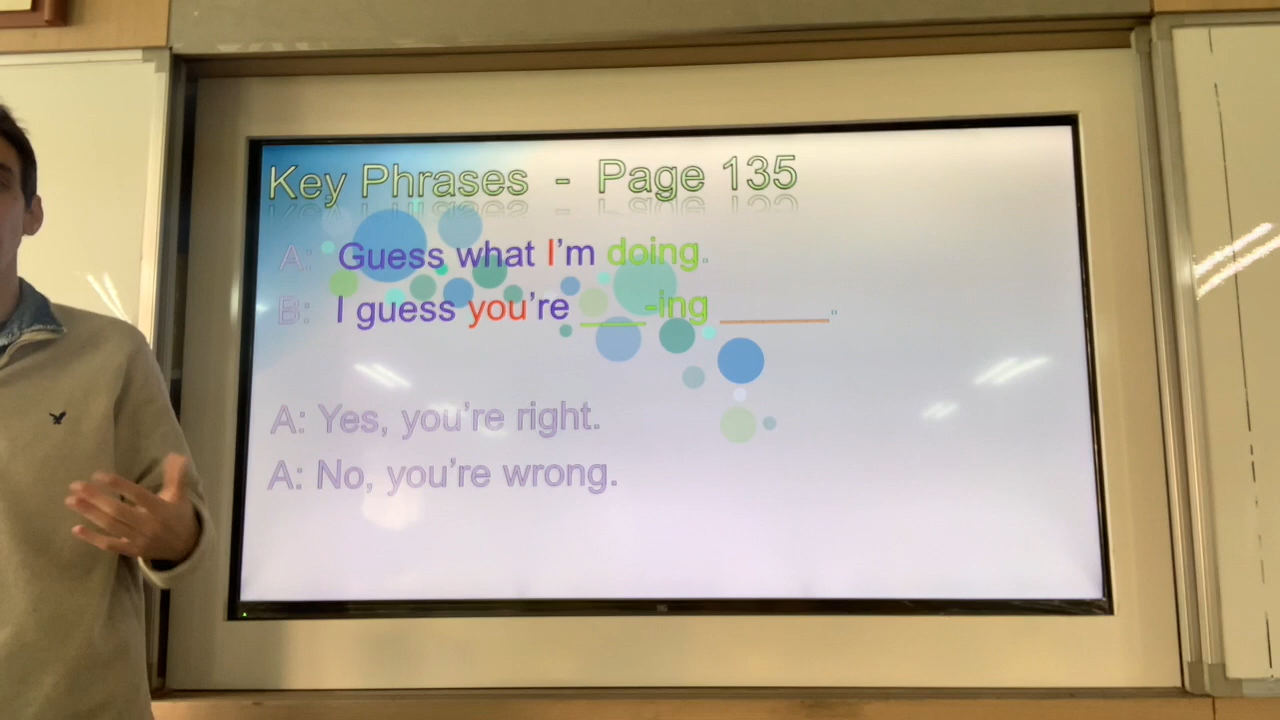 Key Phrases - Page 135
A: Guess what I'm doing.
B: I guess you're ____-ing _______.
A: Yes, you're right.
A: No, you're wrong.